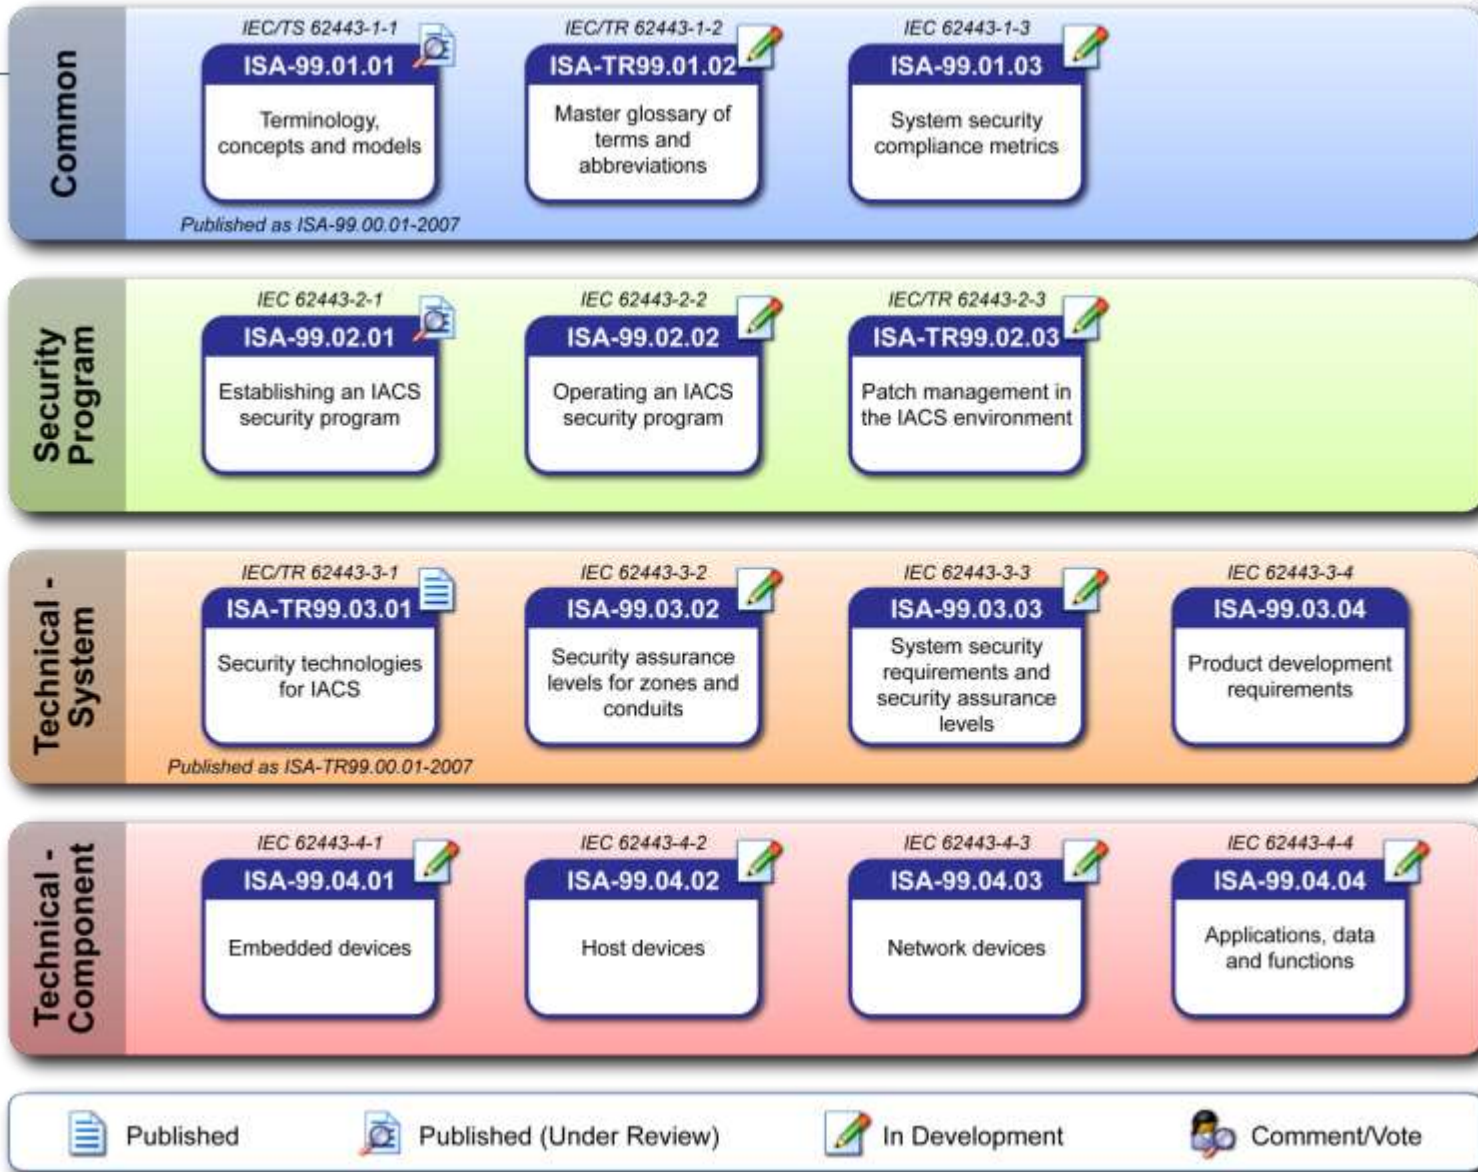 Common
IEC/TS 62443-1-1
ISA-99.01.01
Terminology,
concepts and models
Published as ISA-99.00.01-2007
IEC/TR 62443-1-2
ISA-TR99.01.02
Master glossary of
terms and
abbreviations
IEC 62443-1-3
ISA-99.01.03
System security
compliance metrics
Security
Program
IEC 62443-2-1
ISA-99.02.01
Establishing an IACS
security program
IEC 62443-2-2
ISA-99.02.02
Operating an IACS
security program
IEC/TR 62443-2-3
ISA-TR99.02.03
Patch management in
the IACS environment
Technical -
System
IEC/TR 62443-3-1
ISA-TR99.03.01
Security technologies
for IACS
Published as ISA-TR99.00.01-2007
IEC 62443-3-2
ISA-99.03.02
Security assurance
levels for zones and
conduits
IEC 62443-3-3
ISA-99.03.03
System security
requirements and
security assurance
levels
IEC 62443-3-4
ISA-99.03.04
Product development
requirements
Technical -
Component
IEC 62443-4-1
ISA-99.04.01
Embedded devices
IEC 62443-4-2
ISA-99.04.02
Host devices
IEC 62443-4-3
ISA-99.04.03
Network devices
IEC 62443-4-4
ISA-99.04.04
Applications, data
and functions
Published
Published (Under Review)
In Development
Comment/Vote